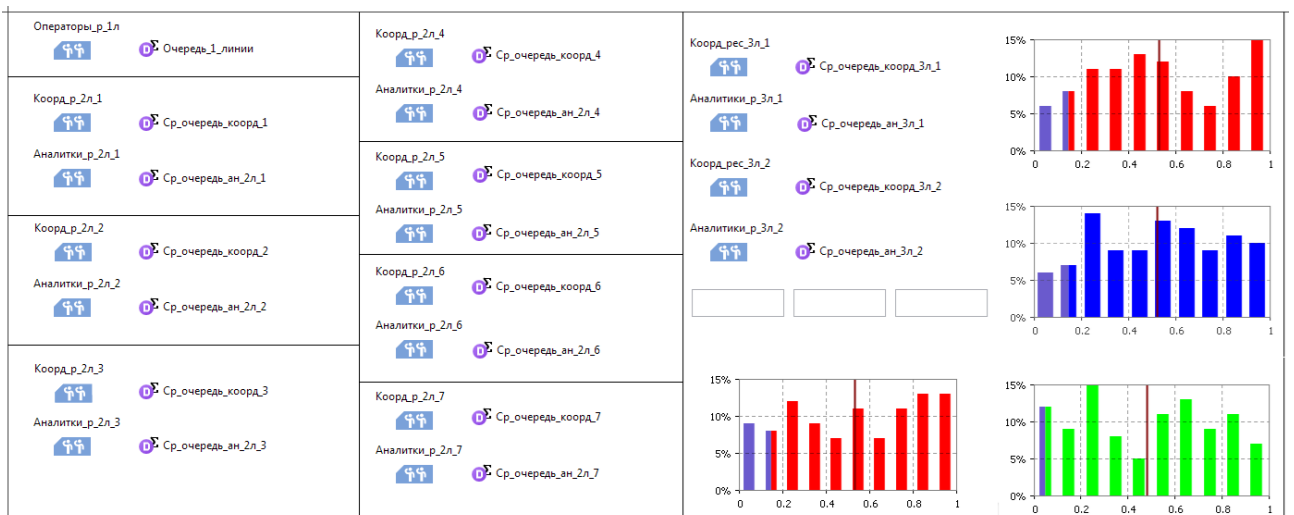 Операторы_р_1л
Очередь_1_линии
Коорд_р_2л_1
Ср_очередь_коорд_1
Аналитки_р_2л_1
Ср_очередь_ан_2л_1
Коорд_р_2л_2
Ср_очередь_коорд_2
Аналитки_р_2л_2
Ср_очередь_ан_2л_2
Коорд_р_2л_3
Ср_очередь_коорд_3
Аналитки_р_2л_3
Ср_очередь_ан_2л_3
Коорд_р_2л_4
Ср_очередь_коорд_4
Аналитки_р_2л_4
Ср_очередь_ан_2л_4
Коорд_р_2л_5
Ср_очередь_коорд_5
Аналитки_р_2л_5
Ср_очередь_ан_2л_5
Коорд_р_2л_6
Ср_очередь_коорд_6
Аналитки_р_2л_6
Ср_очередь_ан_2л_6
Коорд_р_2л_7
Ср_очередь_коорд_7
Аналитки_р_2л_7
Ср_очередь_ан_2л_7
Коорд_рес_3л_1
Ср_очередь_коорд_3л_1
Аналитики_р_3л_1
Ср_очередь_ан_3л_1
Коорд_рес_3л_2
Ср_очередь_коорд_3л_2
Аналитики_р_3л_2
Ср_очередь_ан_3л_2
15%
10%
5%
0%
0 0.2 0.4 0.6 0.8 1
15%
10%
5%
0%
0 0.2 0.4 0.6 0.8 1
15%
10%
5%
0%
0 0.2 0.4 0.6 0.8 1
15%
10%
5%
0%
0 0.2 0.4 0.6 0.8 1